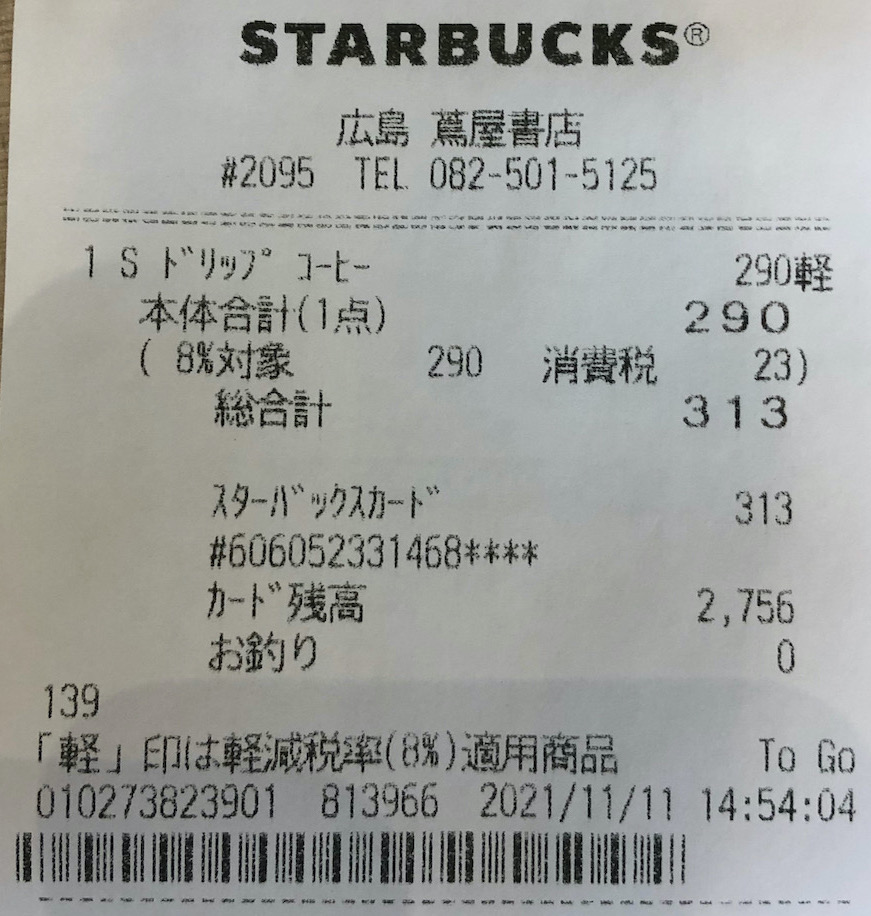 STARBUCKS®
広島 蔦屋書店
#2095 TEL 082-501-5125
1 S ﾄﾞﾘｯﾌﾟ ｺｰﾋｰ 290軽
本体合計(1点) 290
( 8%対象 290 消費税 23)
総合計 313
ｽﾀｰﾊﾞｯｸｽｶｰﾄﾞ 313
#606052331468****
ｶｰﾄﾞ残高 2,756
お釣り 0
139
「軽」印は軽減税率(8%)適用商品 To Go
010273823901 813966 2021/11/11 14:54:04